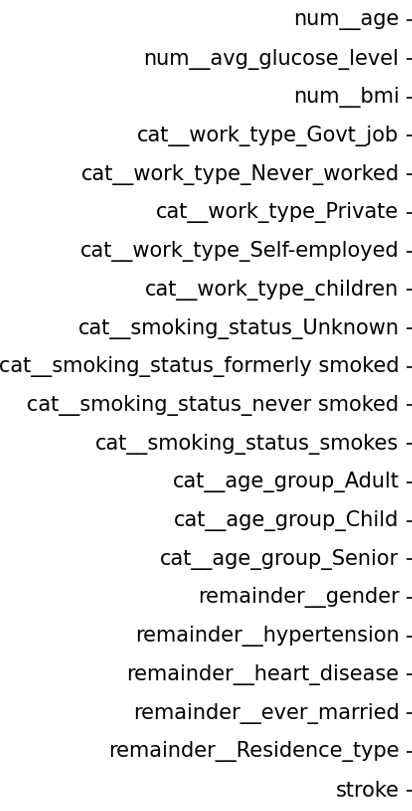 num__age
num__avg_glucose_level
num__bmi
cat__work_type_Govt_job
cat__work_type_Never_worked
cat__work_type_Private
cat__work_type_Self-employed
cat__work_type_children
cat__smoking_status_Unknown
cat__smoking_status_formerly smoked
cat__smoking_status_never smoked
cat__smoking_status_smokes
cat__age_group_Adult
cat__age_group_Child
cat__age_group_Senior
remainder__gender
remainder__hypertension
remainder__heart_disease
remainder__ever_married
remainder__Residence_type
stroke